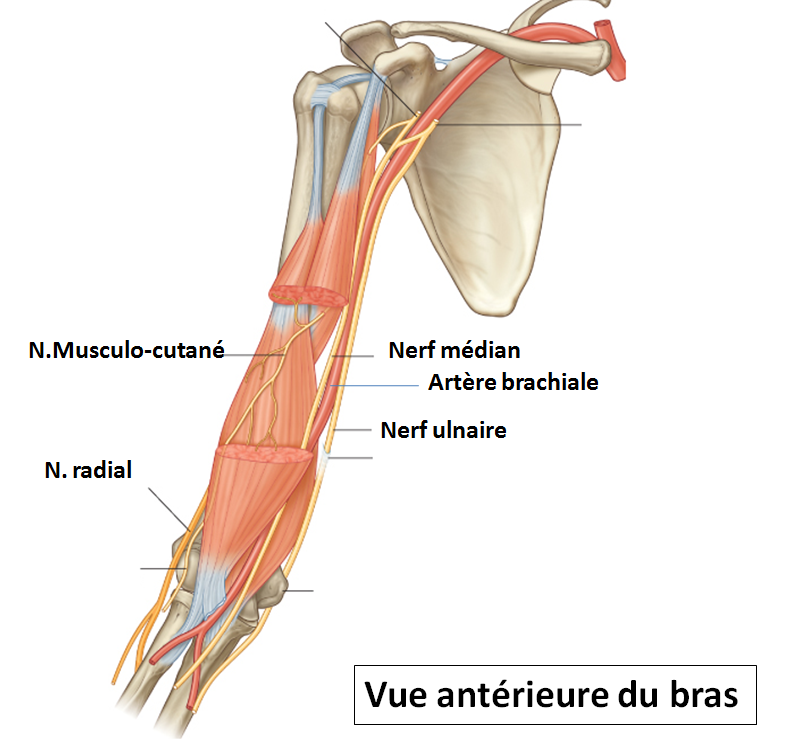 N.Musculo-cutané
Nerf médian
Artère brachiale
Nerf ulnaire
N. radial
Vue antérieure du bras